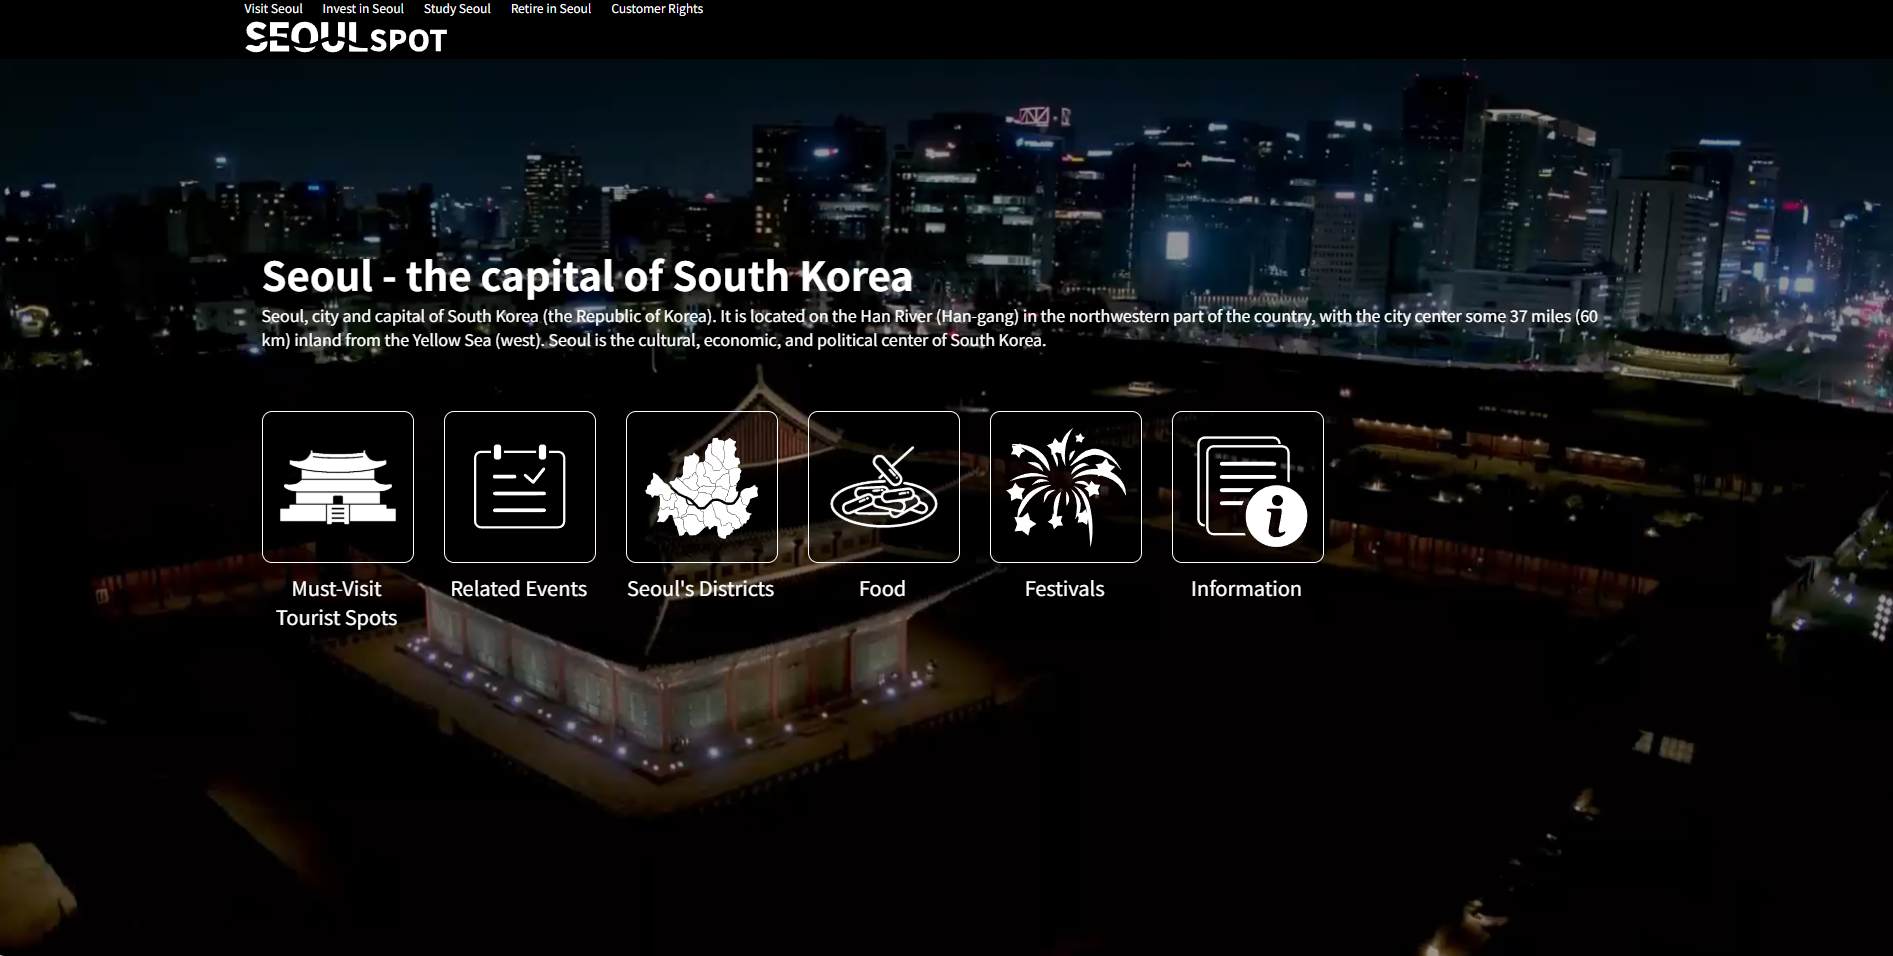 Visit Seoul Invest in Seoul Study Seoul Retire in Seoul Customer Rights
SEOUL SPOT
Seoul - the capital of South Korea
Seoul, city and capital of South Korea (the Republic of Korea). It is located on the Han River (Han-gang) in the northwestern part of the country, with the city center some 37 miles (60
km) inland from the Yellow Sea (west). Seoul is the cultural, economic, and political center of South Korea.
Must-Visit
Tourist Spots
Related Events
Seoul's Districts
Food
Festivals
Information